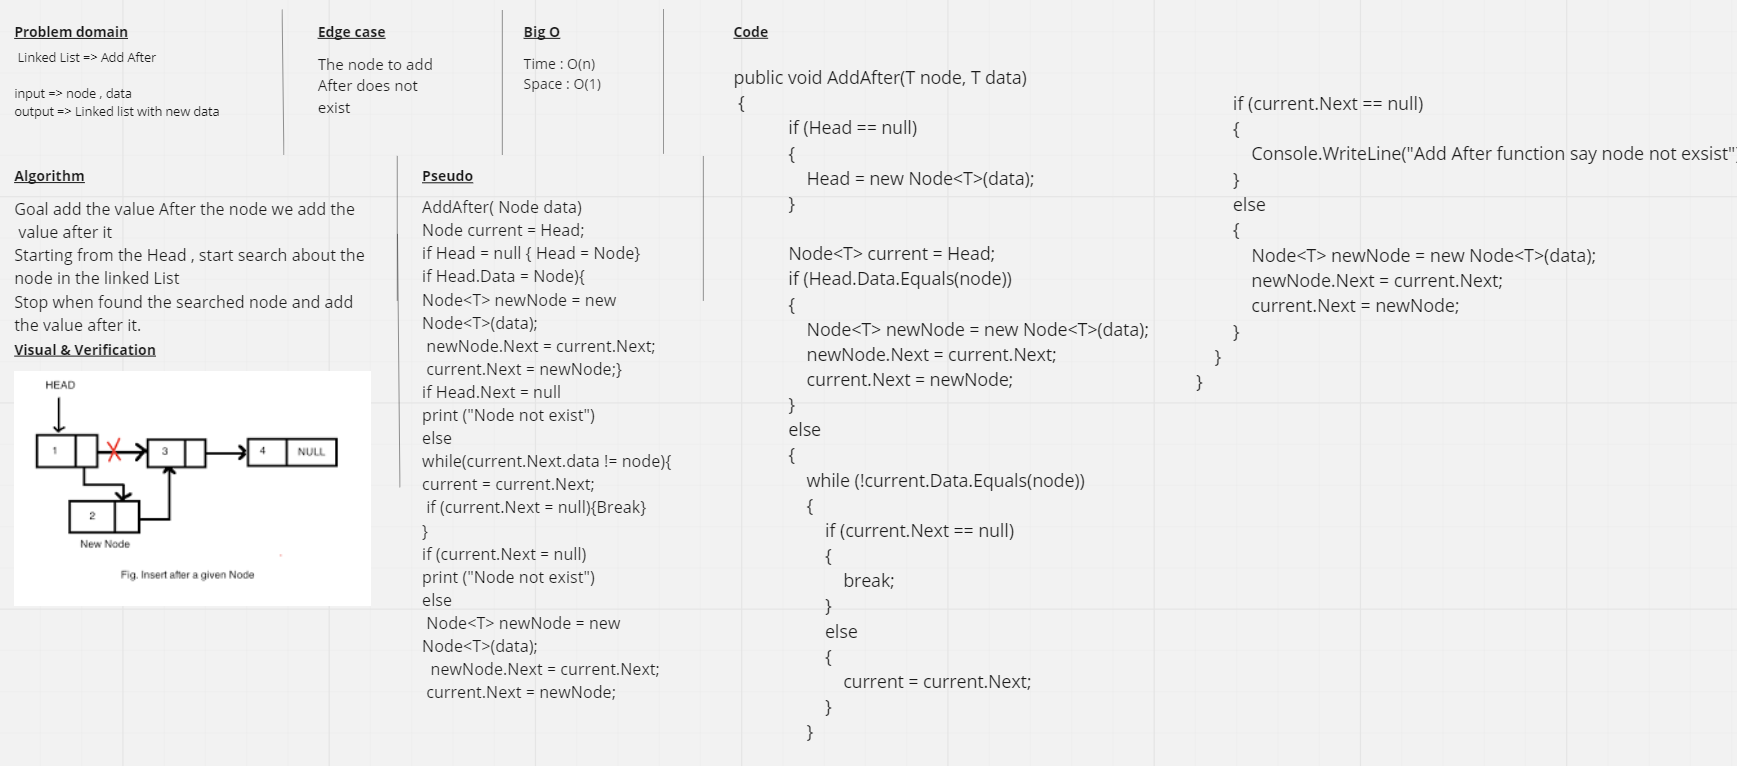 Problem domain
Linked List => Add After
input => node , data
output => Linked list with new data
Edge case
The node to add
After does not
exist
Big O
Time : O(n)
Space : O(1)
Algorithm
Goal add the value After the node we add the
value after it
Starting from the Head , start search about the
node in the linked List
Stop when found the searched node and add
the value after it.
Visual & Verification
HEAD
1
3
4
NULL
2
New Node
Fig. Insert after a given Node
Pseudo
AddAfter( Node data)
Node current = Head;
if Head = null { Head = Node}
if Head.Data = Node){
Node<T> newNode = new
Node<T>(data);
newNode.Next = current.Next;
current.Next = newNode;}
if Head.Next = null
print ("Node not exist")
else
while(current.Next.data != node){
current = current.Next;
if (current.Next = null){Break}
}
if (current.Next = null)
print ("Node not exist")
else
Node<T> newNode = new
Node<T>(data);
newNode.Next = current.Next;
current.Next = newNode;
Code
public void AddAfter(T node, T data)
{
if (Head == null)
{
Head = new Node<T>(data);
}
Node<T> current = Head;
if (Head.Data.Equals(node))
{
Node<T> newNode = new Node<T>(data);
newNode.Next = current.Next;
current.Next = newNode;
}
else
{
while (!current.Data.Equals(node))
{
if (current.Next == null)
{
break;
}
else
{
current = current.Next;
}
}
if (current.Next == null)
{
Console.WriteLine("Add After function say node not exsist")
}
else
{
Node<T> newNode = new Node<T>(data);
newNode.Next = current.Next;
current.Next = newNode;
}
}
}